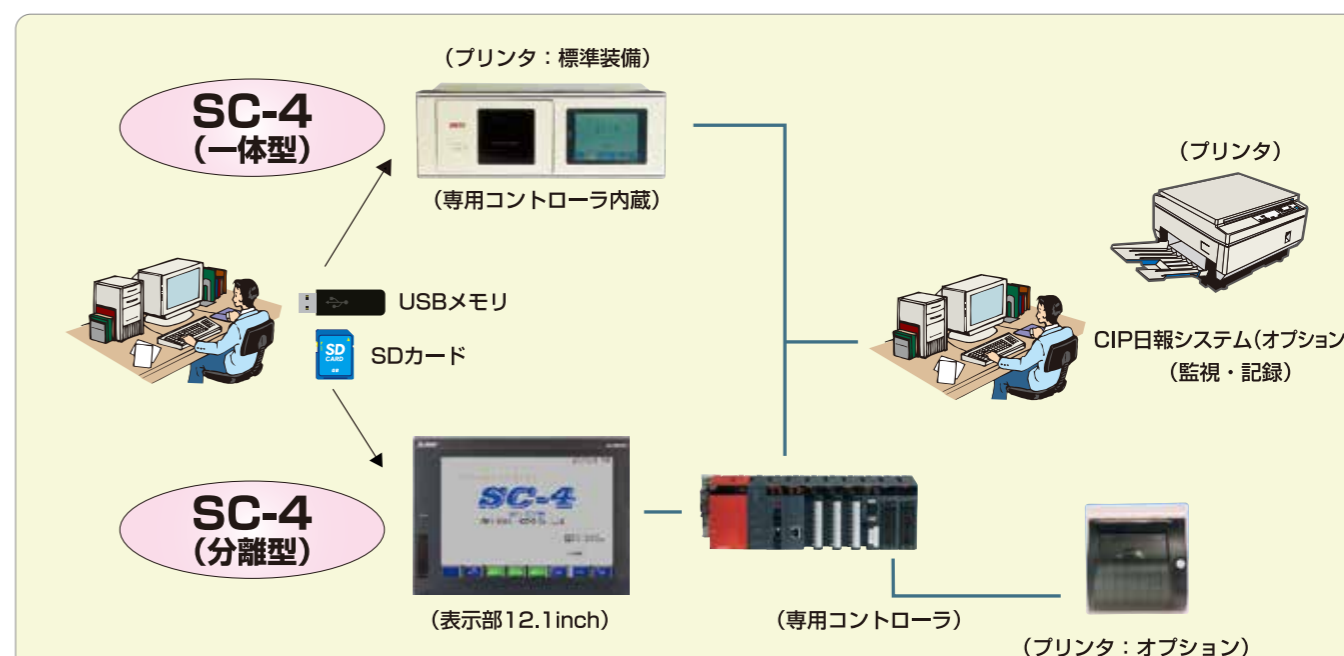 (プリンタ:標準装備)
SC-4
(一体型)
(専用コントローラ内蔵)
USBメモリ
SD
CARD
SDカード
(プリンタ)
CIP日報システム(オプション
(監視・記録)
SC-4
(分離型)
SC-4
(表示部12.1inch)
(専用コントローラ)
(プリンタ:オプション)